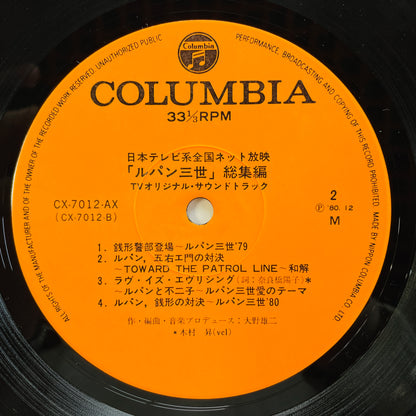 PERFORMANCE, BROADCASTING AND COPYING OF THIS RECORD PROHIBITED. MADE BY NIPPON COLUMBIA CO., LTD.
ALL RIGHTS OF THE MANUFACTURER AND OF THE OWNER OF THE RECORDED WORK RESERVED. UNAUTHORIZED PUBLIC
Columbia
COLUMBIA
33⅓RPM
日本テレビ系全国ネット放映
「ルパン三世」総集編
TVオリジナル・サウンドトラック
CX-7012-AX
(CX-7012-B)
2
Ⓟ '80. 12
M
1. 銭形警部登場~ルパン三世'79
2. ルパン, 五右エ門の対決
~TOWARD THE PATROL LINE~和解
3. ラヴ・イズ・エヴリシング(詞:奈良橋陽子)*
~ルパンと不二子~ルパン三世愛のテーマ
4. ルパン, 銭形の対決~ルパン三世'80
作・編曲・音楽プロデュース:大野雄二
*木村 昇(vcl)